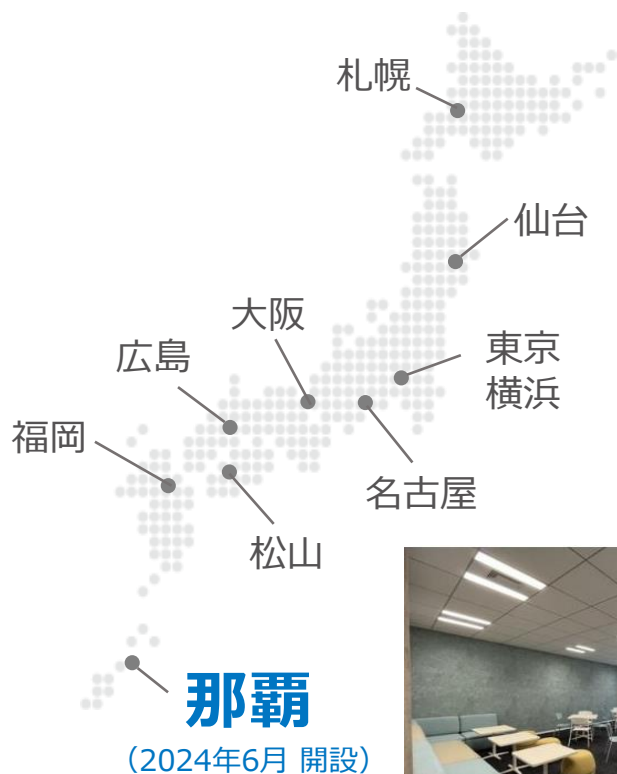 札幌
仙台
大阪
東京
横浜
広島
福岡
名古屋
松山
那覇
（2024年6月 開設）